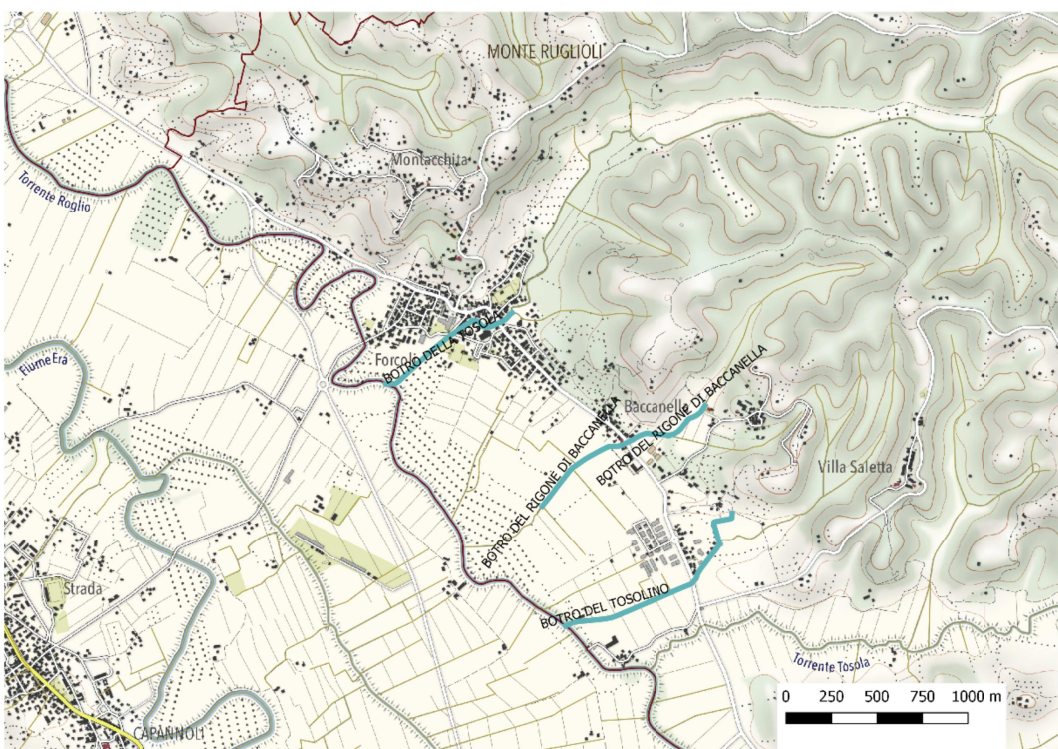 MONTE RUGLIOLI
Montacchita
Torrente Roglio
Forcoli
BOTRO DELLA TOSOLA
Fiume Era
BOTRO DEL RIGONE DI BACCANELLA
Baccanella
BOTRO DEL RIGONE DI BACCANELLA
Villa Saletta
Strada
BOTRO DEL TOSOLINO
Torrente Tosola
CAPANNOLI
0 250 500 750 1000 m